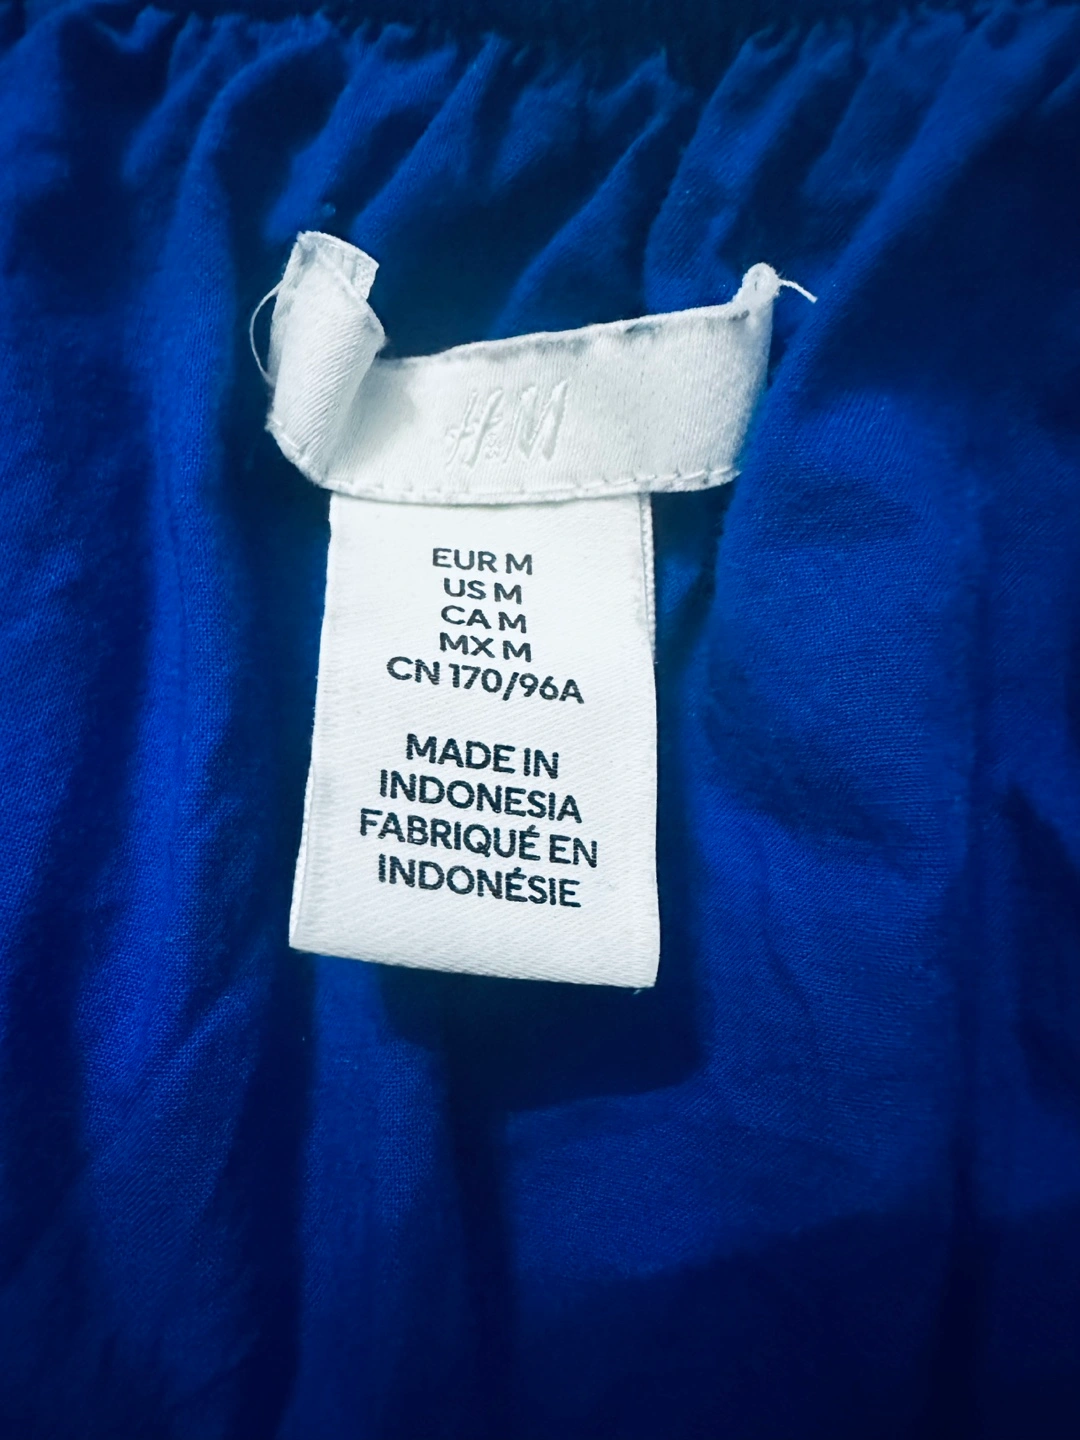 H&M
EUR M
US M
CA M
MX M
CN 170/96A
MADE IN
INDONESIA
FABRIQUÉ EN
INDONÉSIE